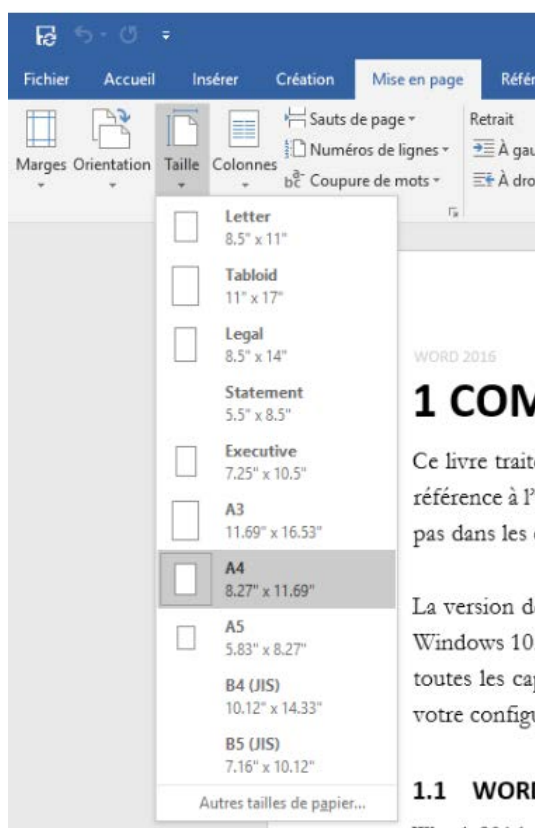 Fichier Accueil Insérer Création Mise en page Référ
Marges Orientation Taille Colonnes
Sauts de page
Numéros de lignes
Coupure de mots
Retrait
À gau
À dro
Letter
8.5" x 11"
Tabloid
11" x 17"
Legal
8.5" x 14"
Statement
5.5" x 8.5"
Executive
7.25" x 10.5"
A3
11.69" x 16.53"
A4
8.27" x 11.69"
A5
5.83" x 8.27"
B4 (JIS)
10.12" x 14.33"
B5 (JIS)
7.16" x 10.12"
Autres tailles de papier...
WORD 2016
1 COM
Ce livre trait
référence à l'
pas dans les
La version d
Windows 10
toutes les ca
votre config
1.1 WOR